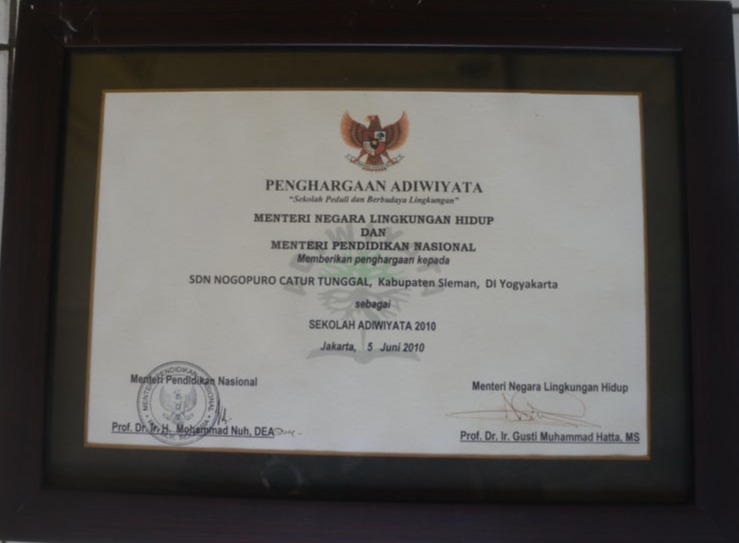 PENGHARGAAN ADIWIYATA
"Sekolah Peduli dan Berbudaya Lingkungan"
MENTERI NEGARA LINGKUNGAN HIDUP
DAN
MENTERI PENDIDIKAN NASIONAL
Memberikan penghargaan kepada
SDN NOGOPURO CATUR TUNGGAL, Kabupaten Sleman, DI Yogyakarta
sebagai
SEKOLAH ADIWIYATA 2010
Jakarta, 5 Juni 2010
Menteri Pendidikan Nasional
Prof. Dr. Ir. H. Mohammad Nuh, DEA
Menteri Negara Lingkungan Hidup
Prof. Dr. Ir. Gusti Muhammad Hatta, MS